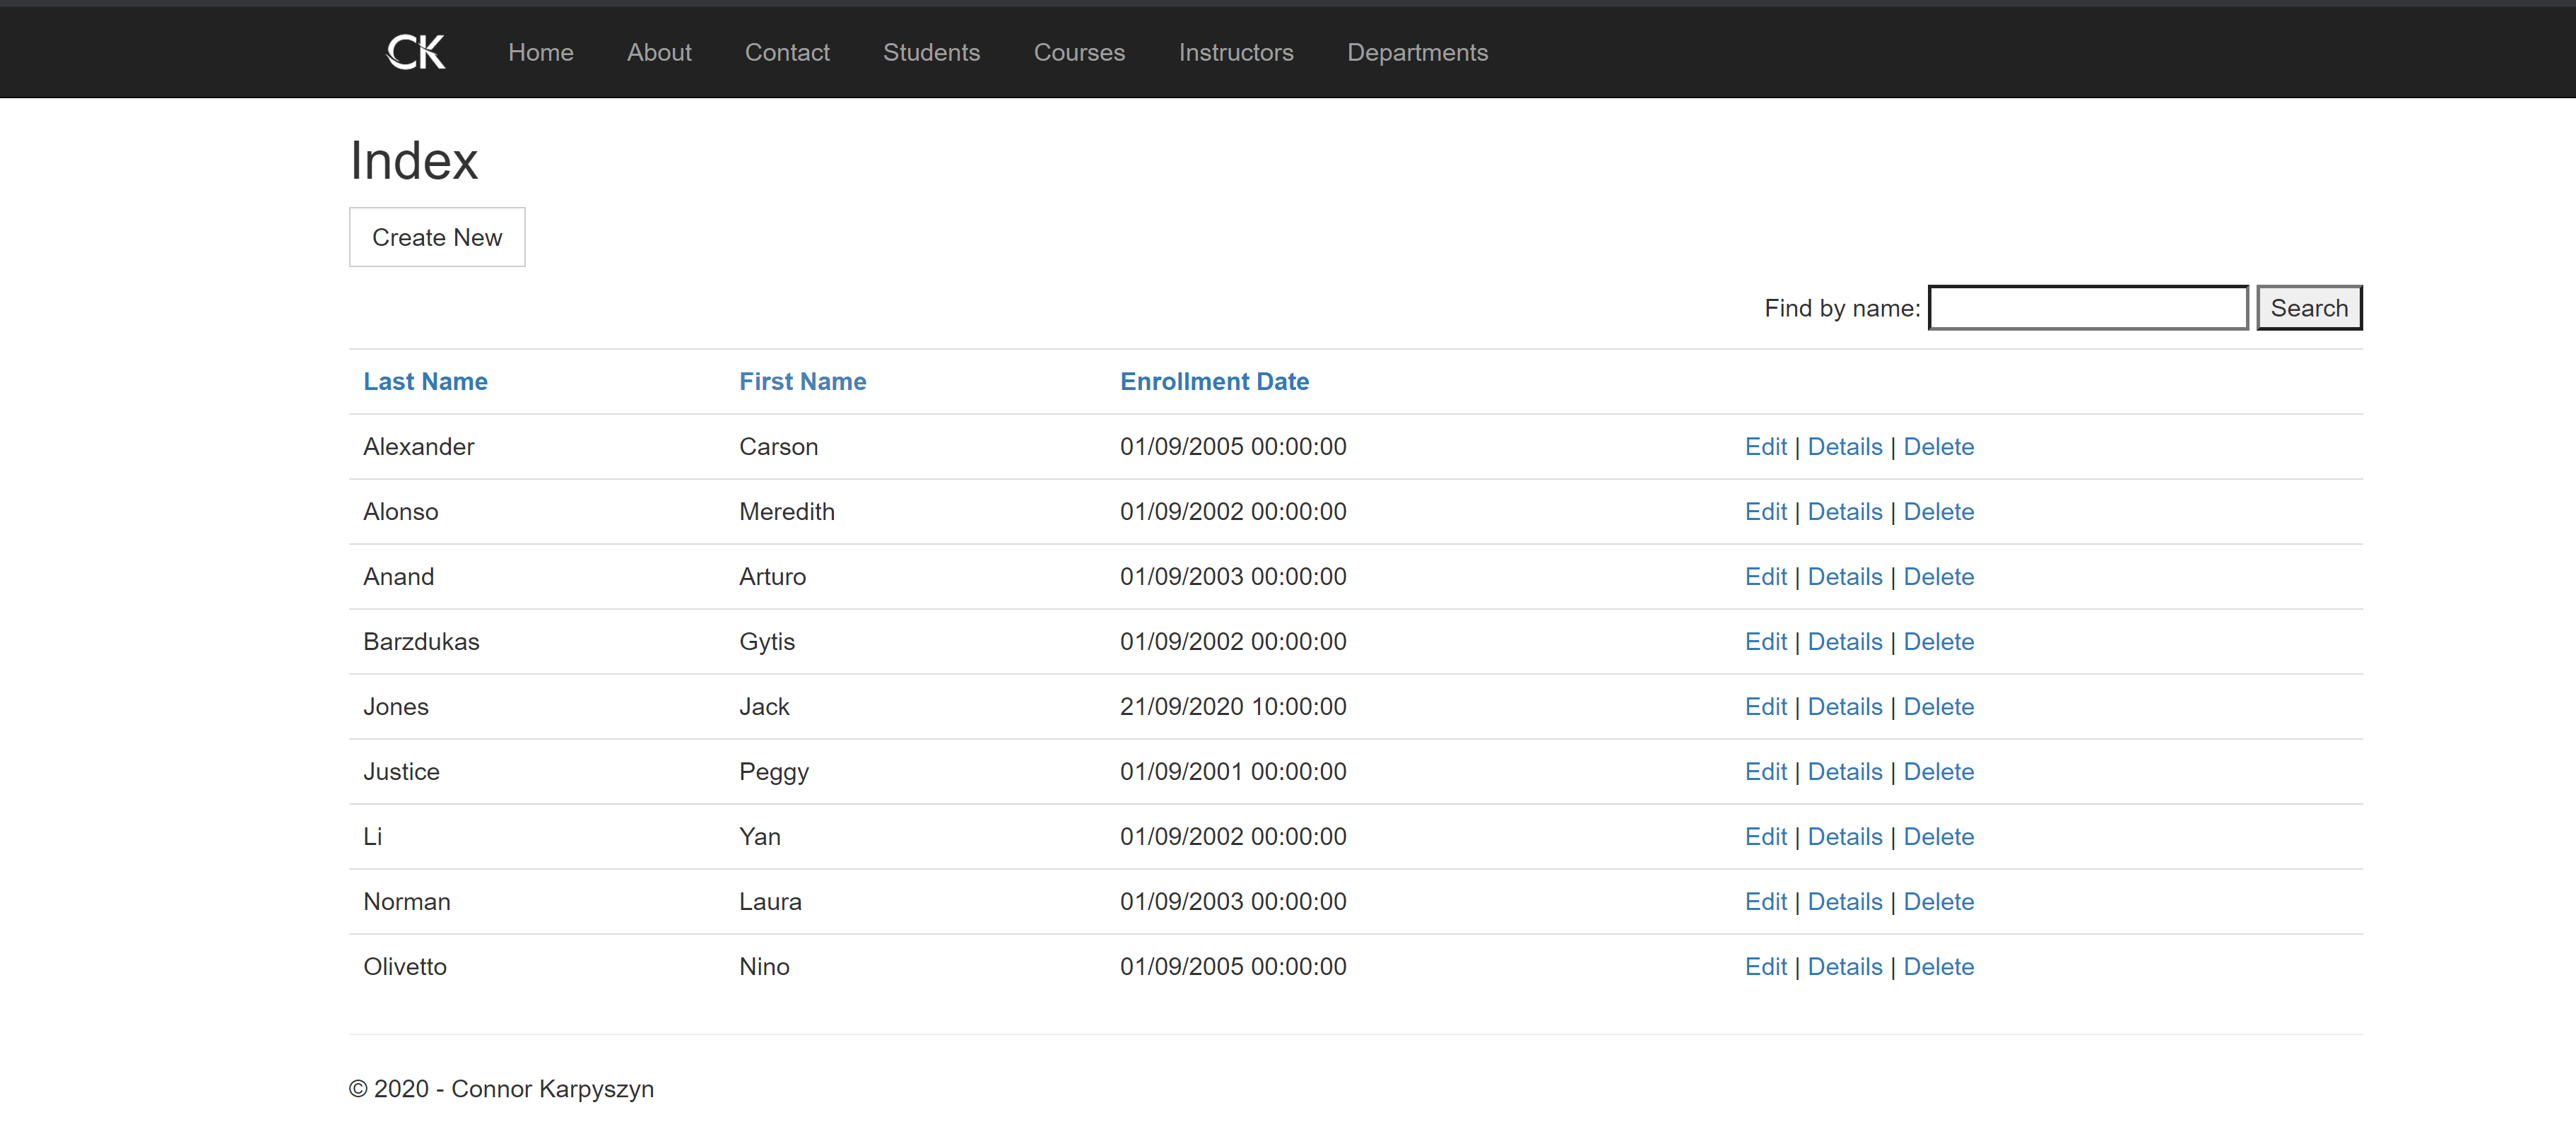 CK Home About Contact Students Courses Instructors Departments
Index
Create New
Find by name: Search
Last Name First Name Enrollment Date
Alexander Carson 01/09/2005 00:00:00 Edit | Details | Delete
Alonso Meredith 01/09/2002 00:00:00 Edit | Details | Delete
Anand Arturo 01/09/2003 00:00:00 Edit | Details | Delete
Barzdukas Gytis 01/09/2002 00:00:00 Edit | Details | Delete
Jones Jack 21/09/2020 10:00:00 Edit | Details | Delete
Justice Peggy 01/09/2001 00:00:00 Edit | Details | Delete
Li Yan 01/09/2002 00:00:00 Edit | Details | Delete
Norman Laura 01/09/2003 00:00:00 Edit | Details | Delete
Olivetto Nino 01/09/2005 00:00:00 Edit | Details | Delete
© 2020 - Connor Karpyszyn